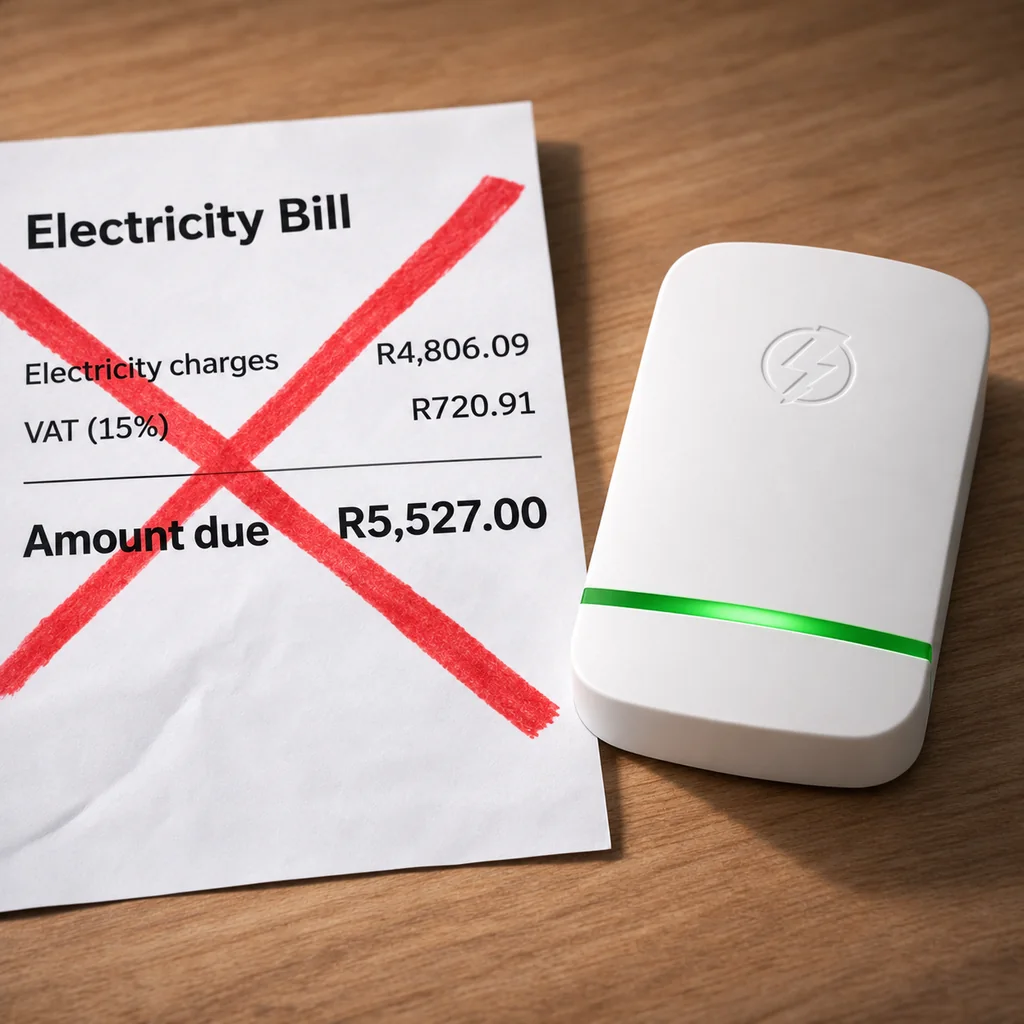 Electricity Bill
Electricity charges R4,806.09
VAT (15%) R720.91
Amount due R5,527.00